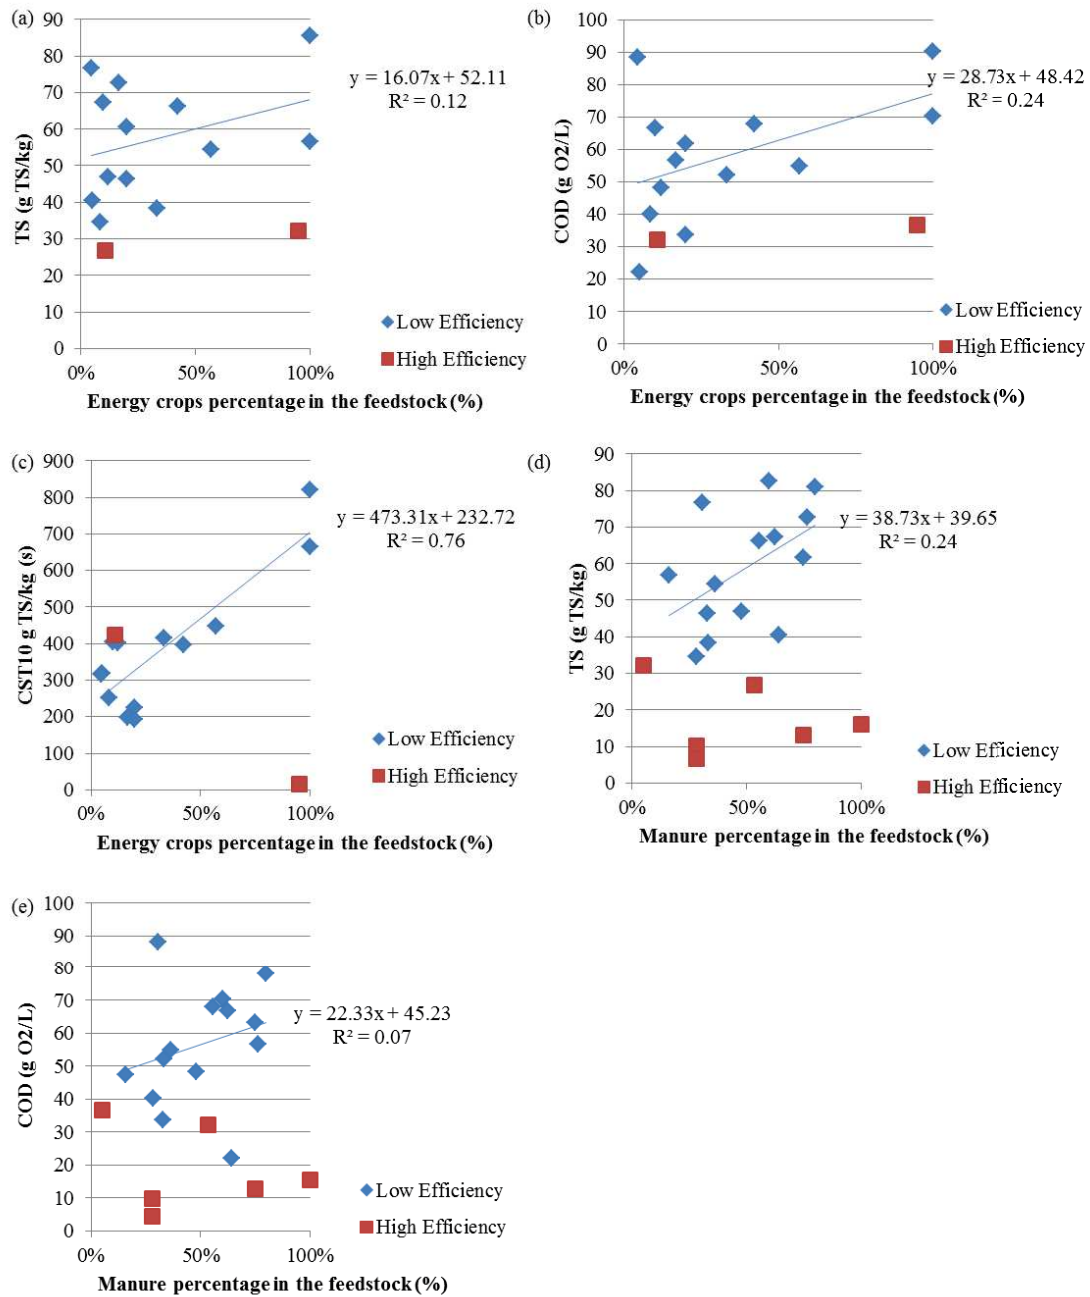 (a)
90
80
70
60
50
40
30
20
10
0
TS (g TS/kg)
y = 16.07x + 52.11
R² = 0.12
Low Efficiency
High Efficiency
0% 50% 100%
Energy crops percentage in the feedstock (%)
(b)
100
90
80
70
60
50
40
30
20
10
0
COD (g O2/L)
y = 28.73x + 48.42
R² = 0.24
Low Efficiency
High Efficiency
0% 50% 100%
Energy crops percentage in the feedstock (%)
(c)
900
800
700
600
500
400
300
200
100
0
CST10 g TS/kg (s)
y = 473.31x + 232.72
R² = 0.76
Low Efficiency
High Efficiency
0% 50% 100%
Energy crops percentage in the feedstock (%)
(d)
90
80
70
60
50
40
30
20
10
0
TS (g TS/kg)
y = 38.73x + 39.65
R² = 0.24
Low Efficiency
High Efficiency
0% 50% 100%
Manure percentage in the feedstock (%)
(e)
100
90
80
70
60
50
40
30
20
10
0
COD (g O2/L)
y = 22.33x + 45.23
R² = 0.07
Low Efficiency
High Efficiency
0% 50% 100%
Manure percentage in the feedstock (%)